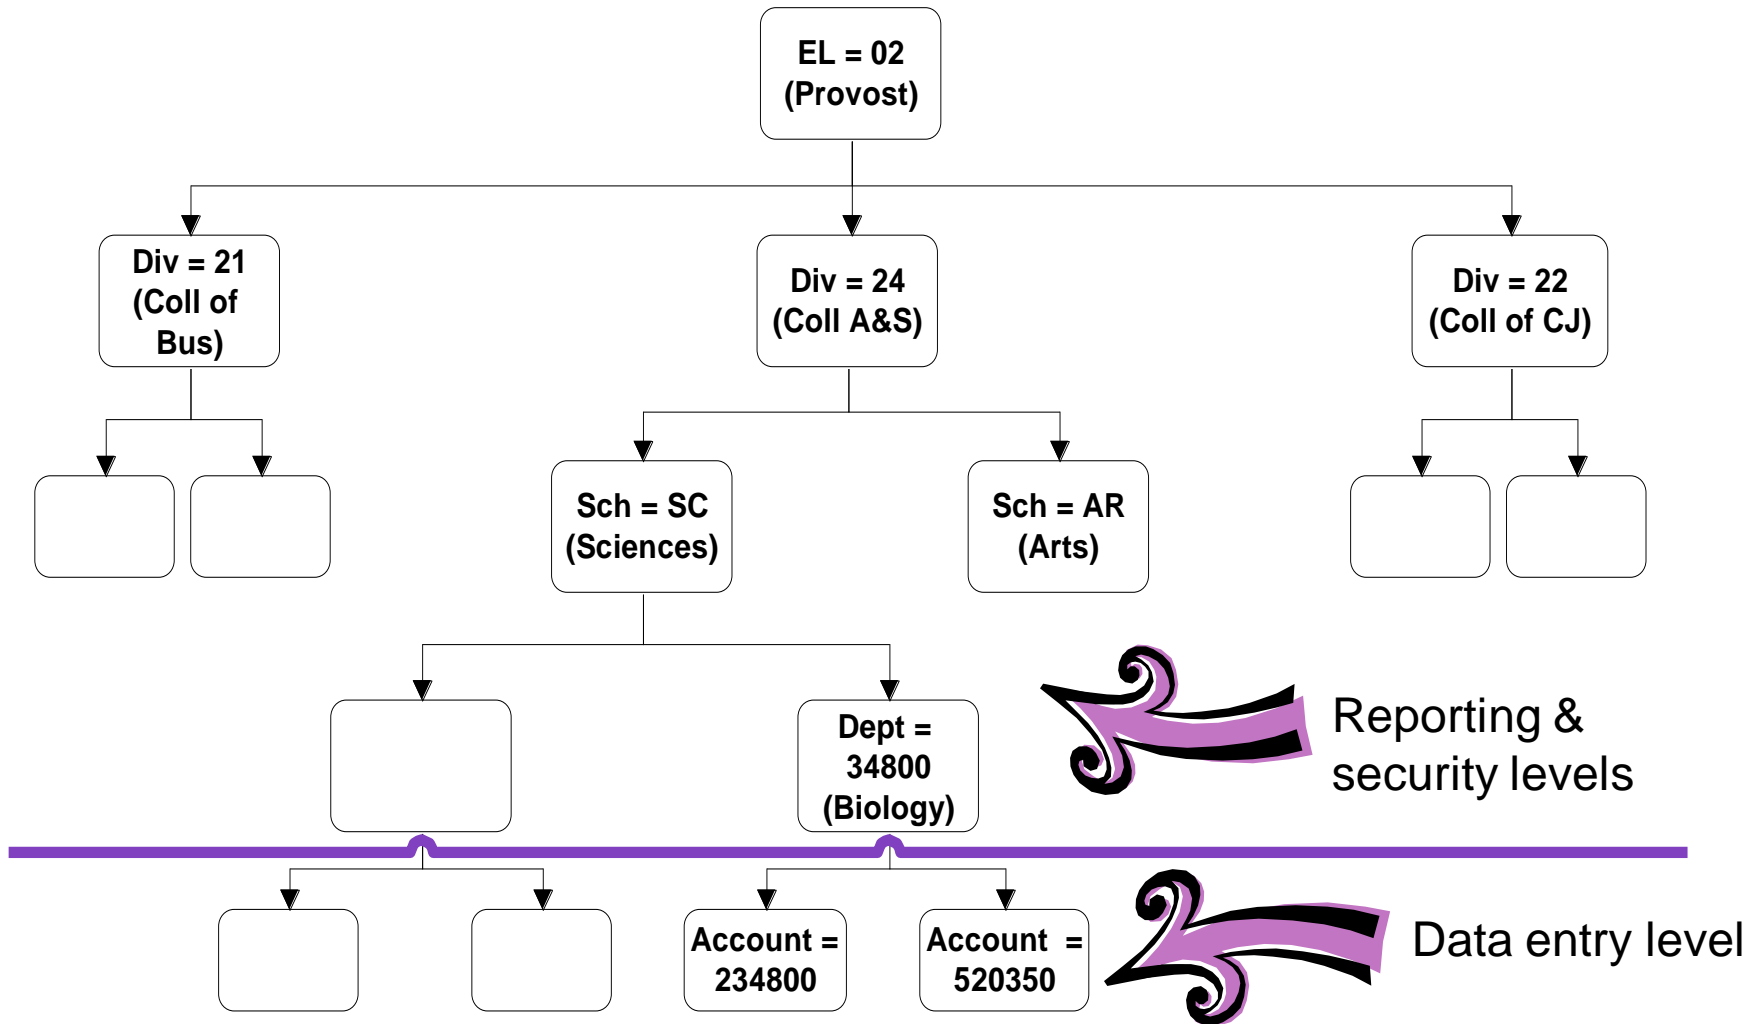 EL = 02
(Provost)
Div = 21
(Coll of
Bus)
Div = 24
(Coll A&S)
Div = 22
(Coll of CJ)
Sch = SC
(Sciences)
Sch = AR
(Arts)
Dept =
34800
(Biology)
Reporting &
security levels
Account =
234800
Account =
520350
Data entry level